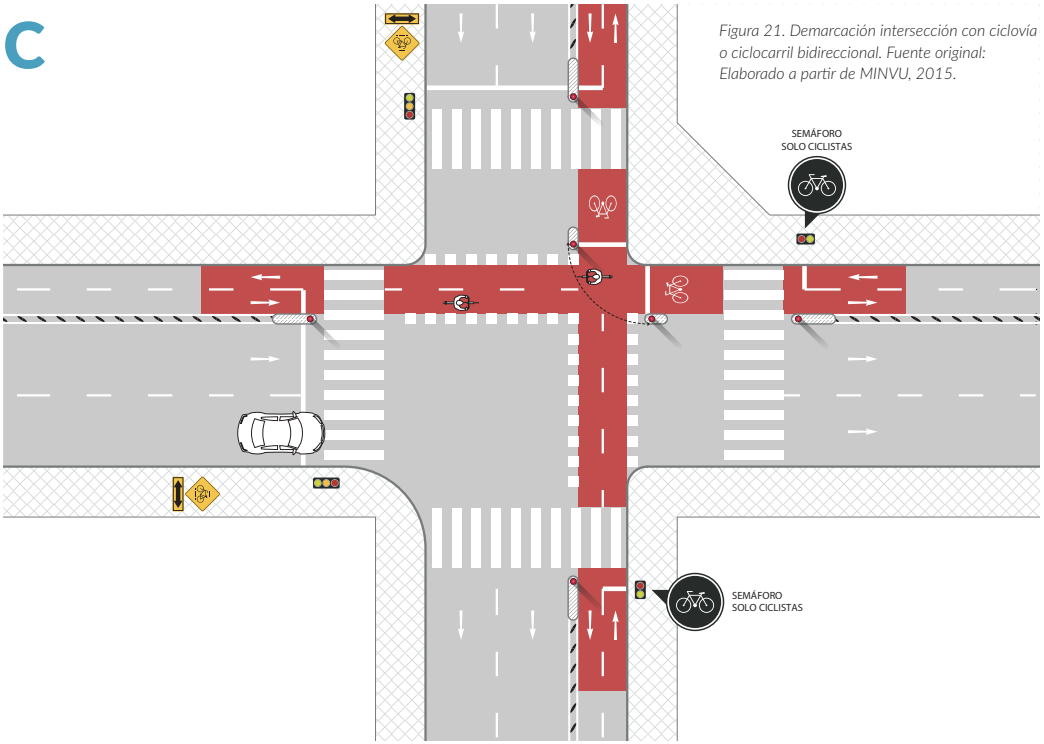 C
Figura 21. Demarcación intersección con ciclovía
o ciclocarril bidireccional. Fuente original:
Elaborado a partir de MINVU, 2015.
SEMÁFORO
SOLO CICLISTAS
SEMÁFORO
SOLO CICLISTAS